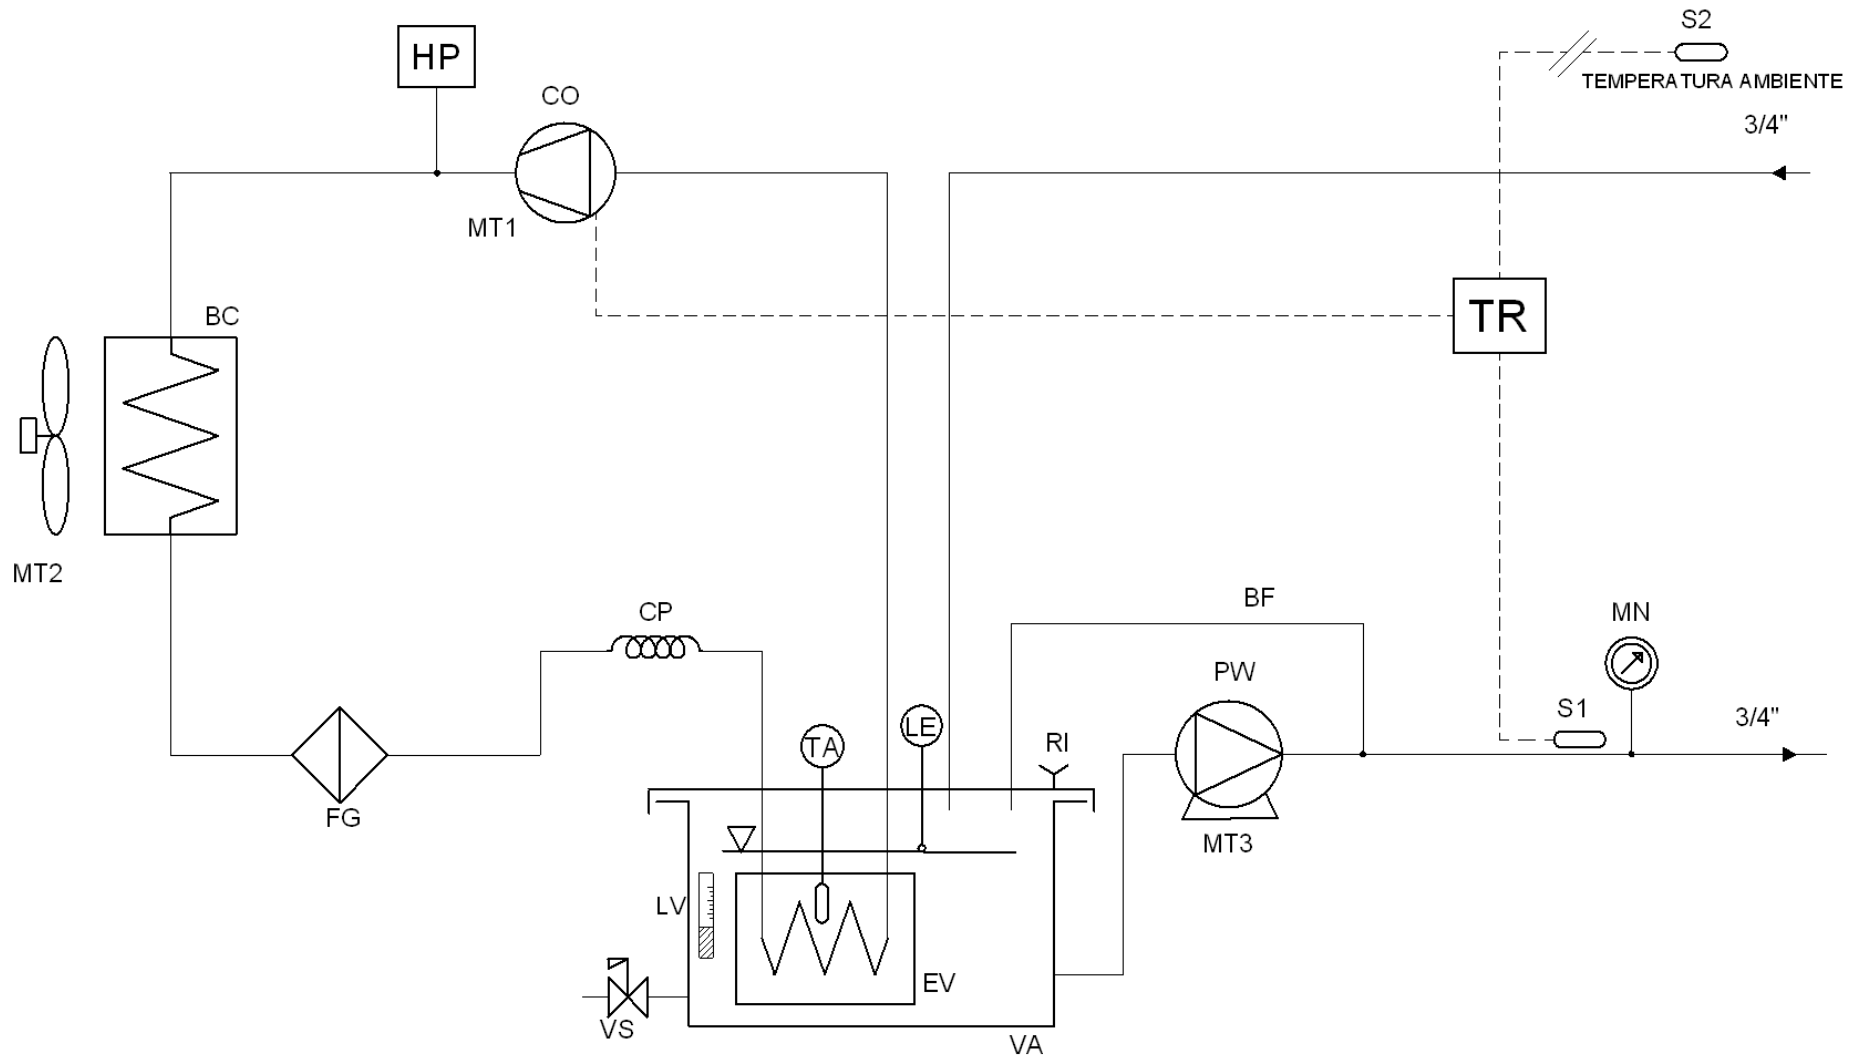 S2
HP
TEMPERATURA AMBIENTE
CO
3/4"
MT1
BC
TR
MT2
CP
BF
MN
PW
S1
3/4"
LE
TA
RI
FG
MT3
LV
EV
VS
VA